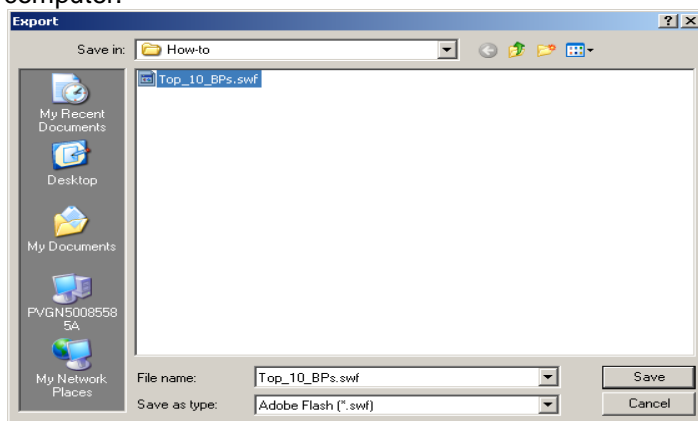 computer.
Export
Save in:
How-to
Top_10_BPs.swf
My Recent
Documents
Desktop
My Documents
PVGN5008558
5A
My Network
Places
File name:
Top_10_BPs.swf
Save
Save as type:
Adobe Flash (*.swf)
Cancel